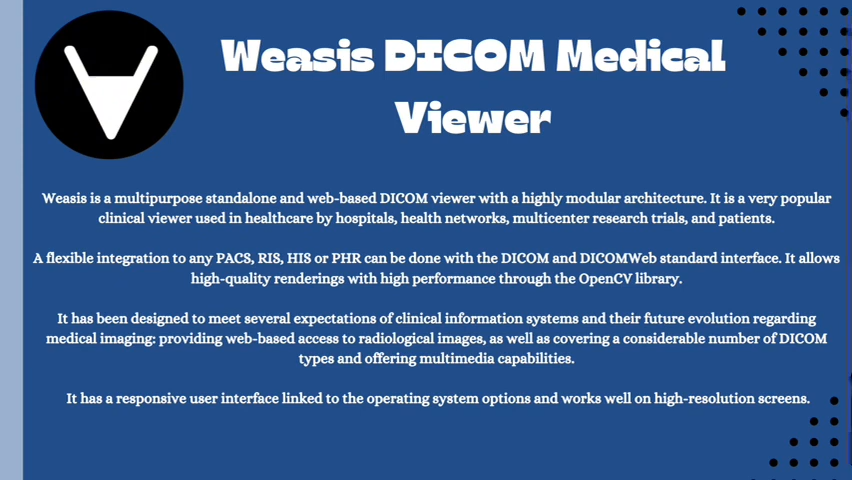 Weasis DICOM Medical
Viewer
Weasis is a multipurpose standalone and web-based DICOM viewer with a highly modular architecture. It is a very popular
clinical viewer used in healthcare by hospitals, health networks, multicenter research trials, and patients.
A flexible integration to any PACS, RIS, HIS or PHR can be done with the DICOM and DICOMWeb standard interface. It allows
high-quality renderings with high performance through the OpenCV library.
It has been designed to meet several expectations of clinical information systems and their future evolution regarding
medical imaging: providing web-based access to radiological images, as well as covering a considerable number of DICOM
types and offering multimedia capabilities.
It has a responsive user interface linked to the operating system options and works well on high-resolution screens.